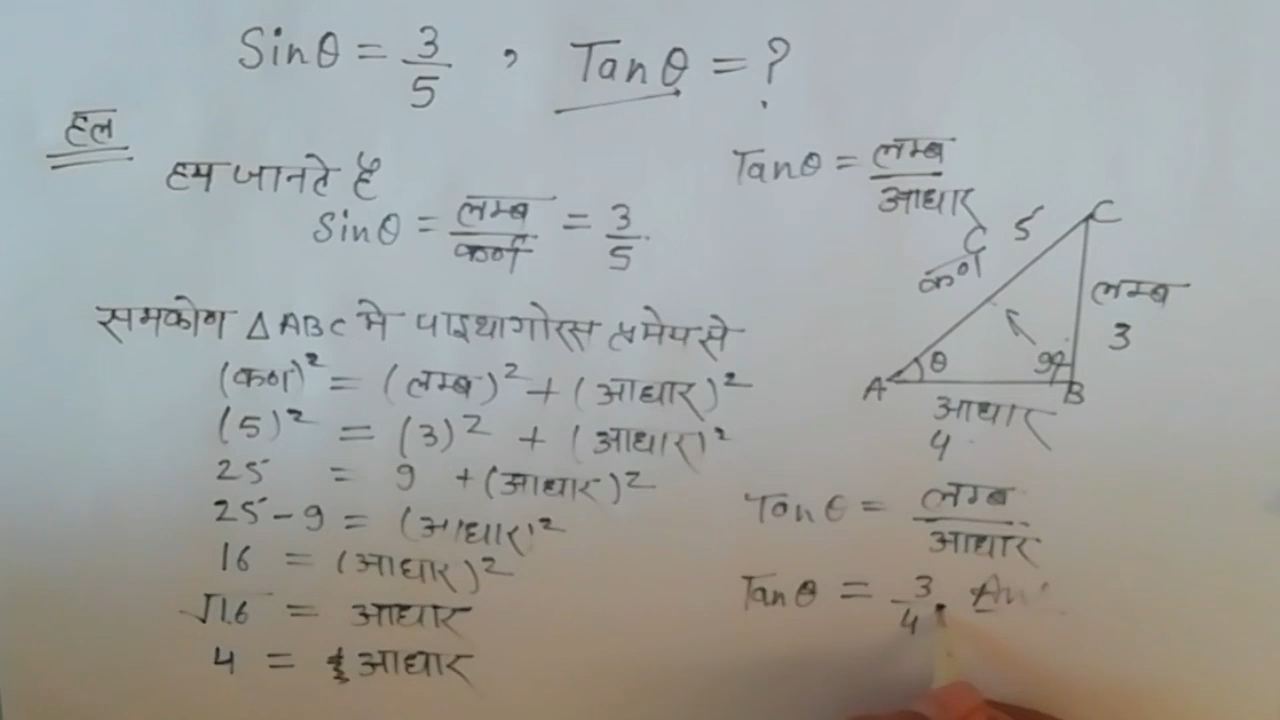 Sinθ = 3/5 , Tanθ = ?
हल
हम जानते है
Sinθ = लम्ब/कर्ण = 3/5
समकोण △ABC मे पाइथागोरस प्रमेय से
(कर्ण)² = (लम्ब)² + (आधार)²
(5)² = (3)² + (आधार)²
25 = 9 + (आधार)²
25 - 9 = (आधार)²
16 = (आधार)²
√16 = आधार
4 = आधार
Tanθ = लम्ब/आधार
C
5
कर्ण
लम्ब
3
A θ 90 B
आधार
4
Tanθ = लम्ब/आधार
Tanθ = 3/4